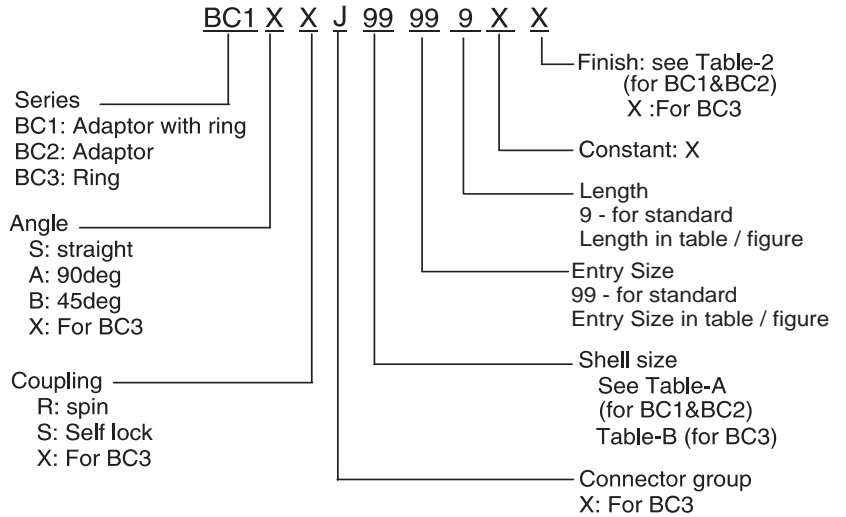 BC1 X X J 99 99 9 X X
Series
BC1: Adaptor with ring
BC2: Adaptor
BC3: Ring
Angle
S: straight
A: 90deg
B: 45deg
X: For BC3
Coupling
R: spin
S: Self lock
X: For BC3
Finish: see Table-2
(for BC1&BC2)
X :For BC3
Constant: X
Length
9 - for standard
Length in table / figure
Entry Size
99 - for standard
Entry Size in table / figure
Shell size
See Table-A
(for BC1&BC2)
Table-B (for BC3)
Connector group
X: For BC3